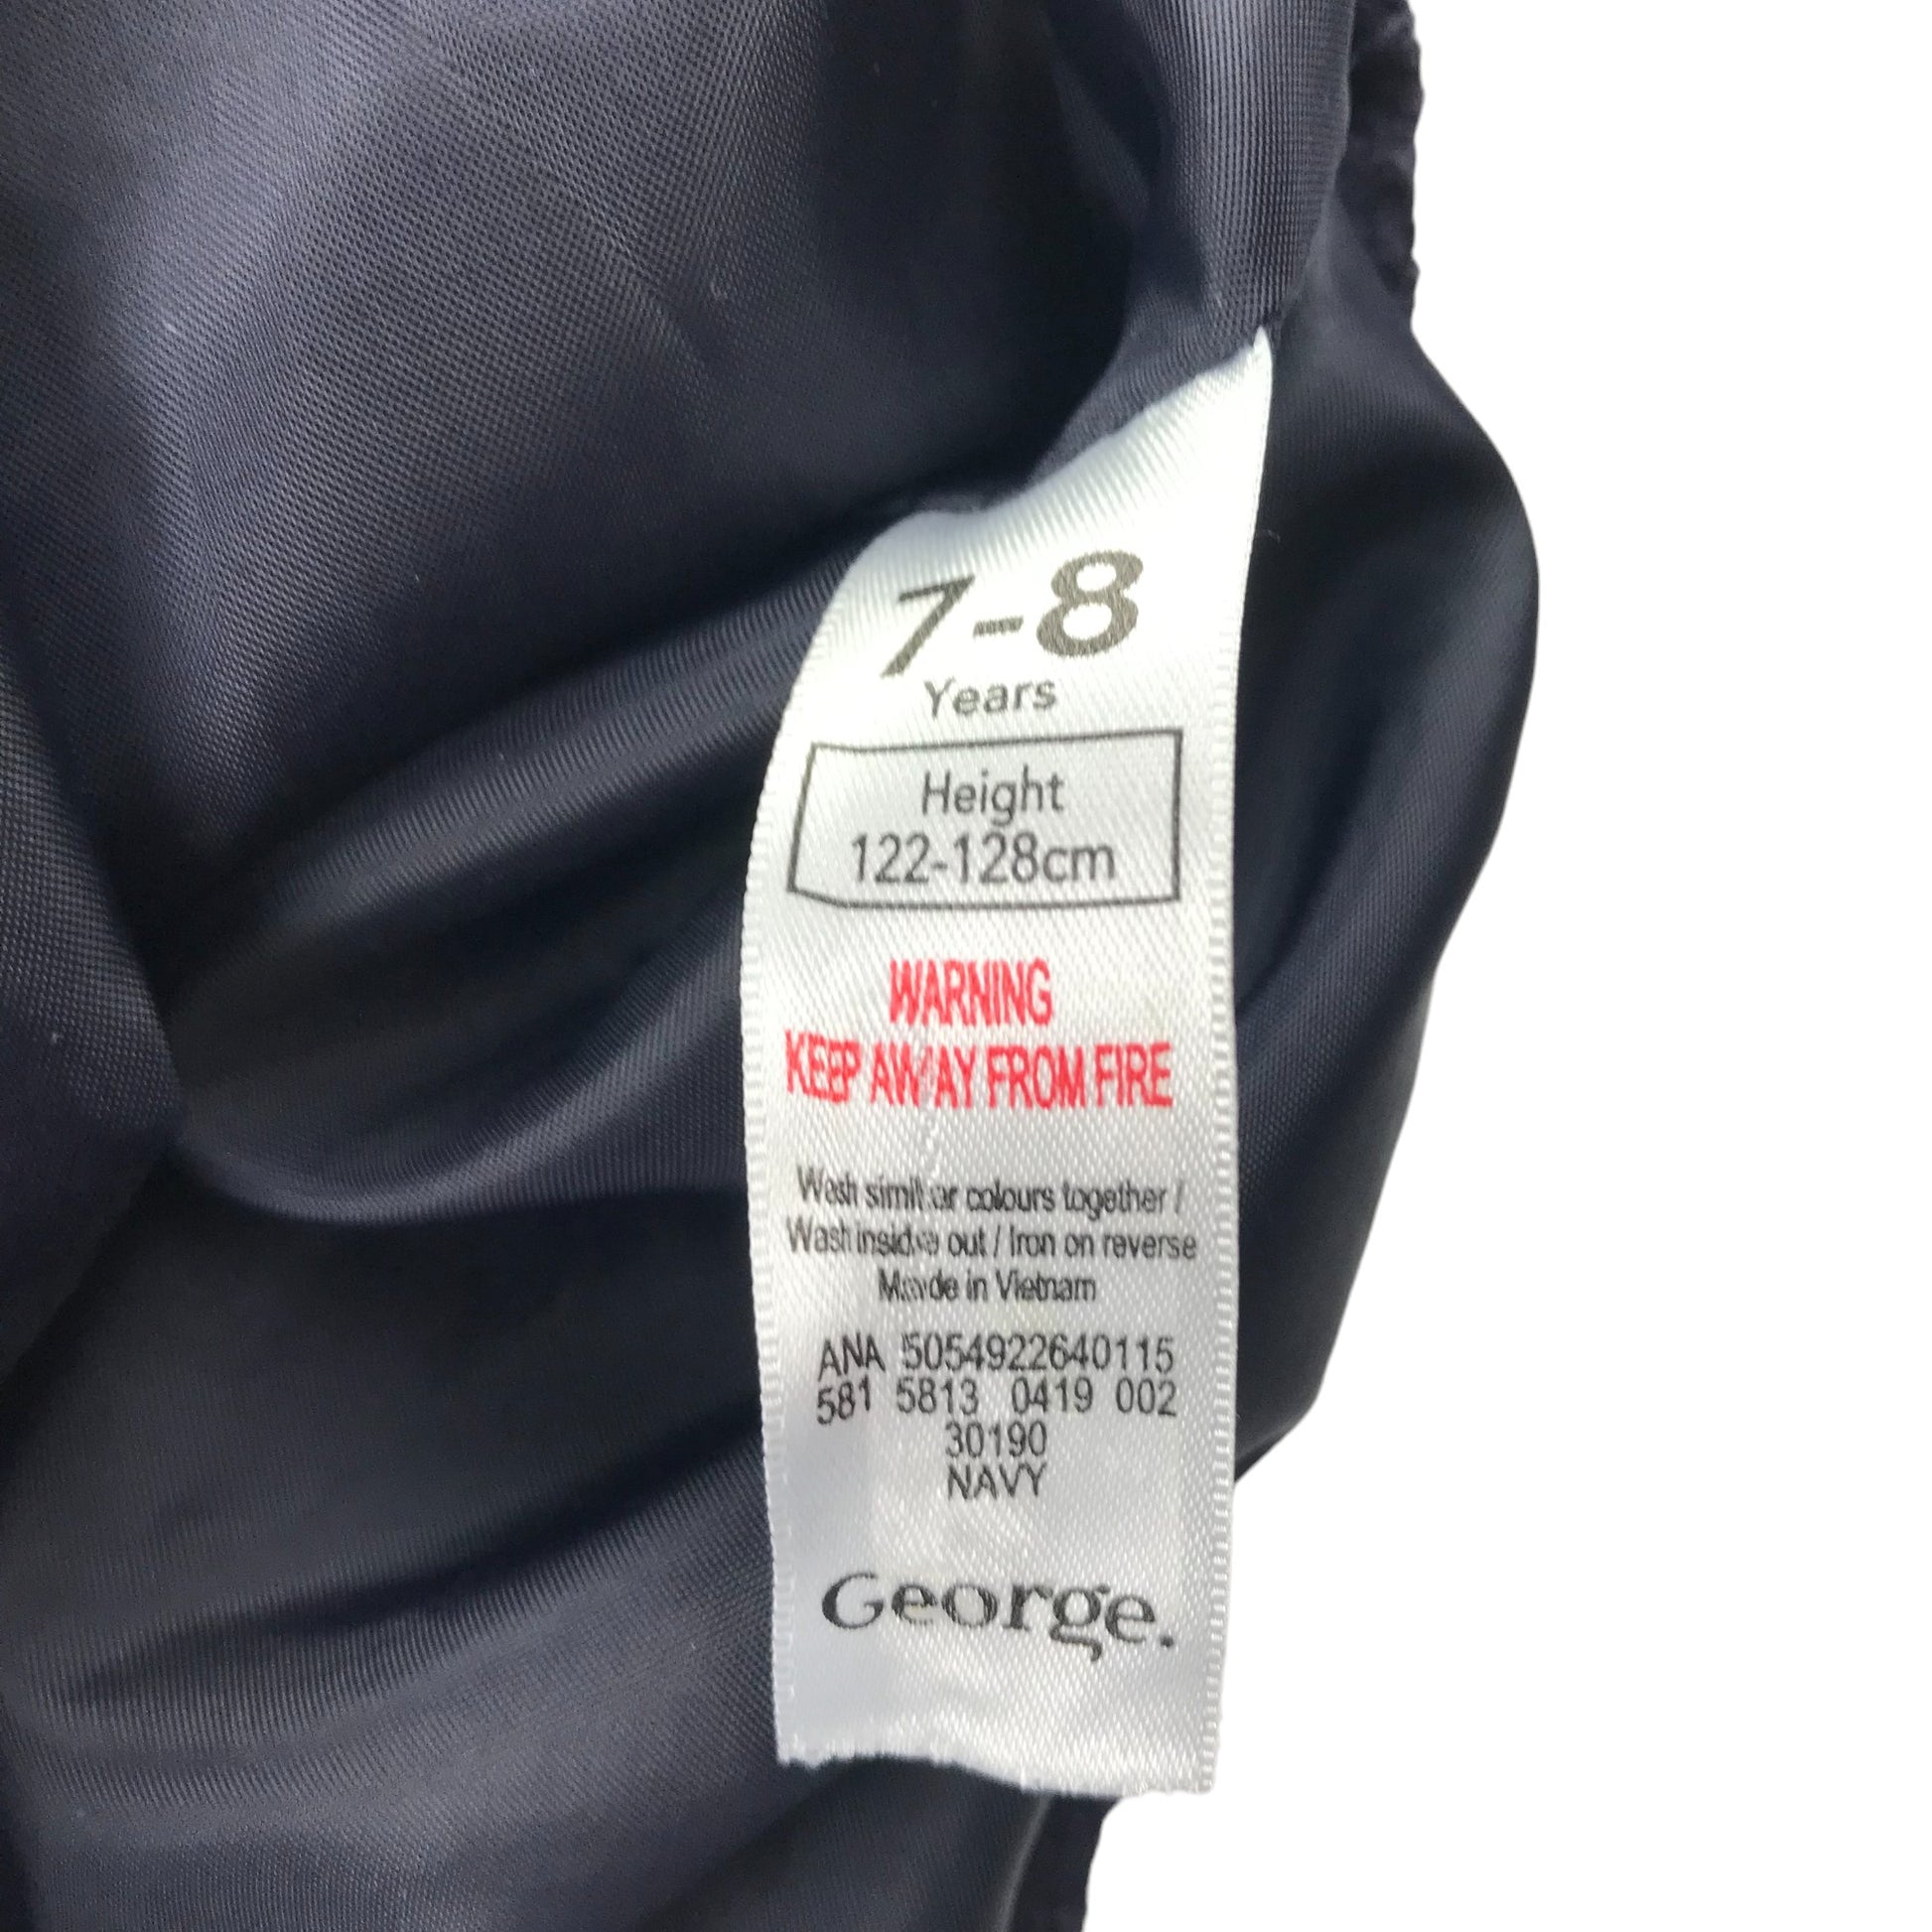 7-8
Years
Height
122-128cm
WARNING
KEEP AWAY FROM FIRE
Wash similar colours together /
Wash inside out / Iron on reverse
Made in Vietnam
ANA 5054922640115
581 5813 0419 002
30190
NAVY
George.